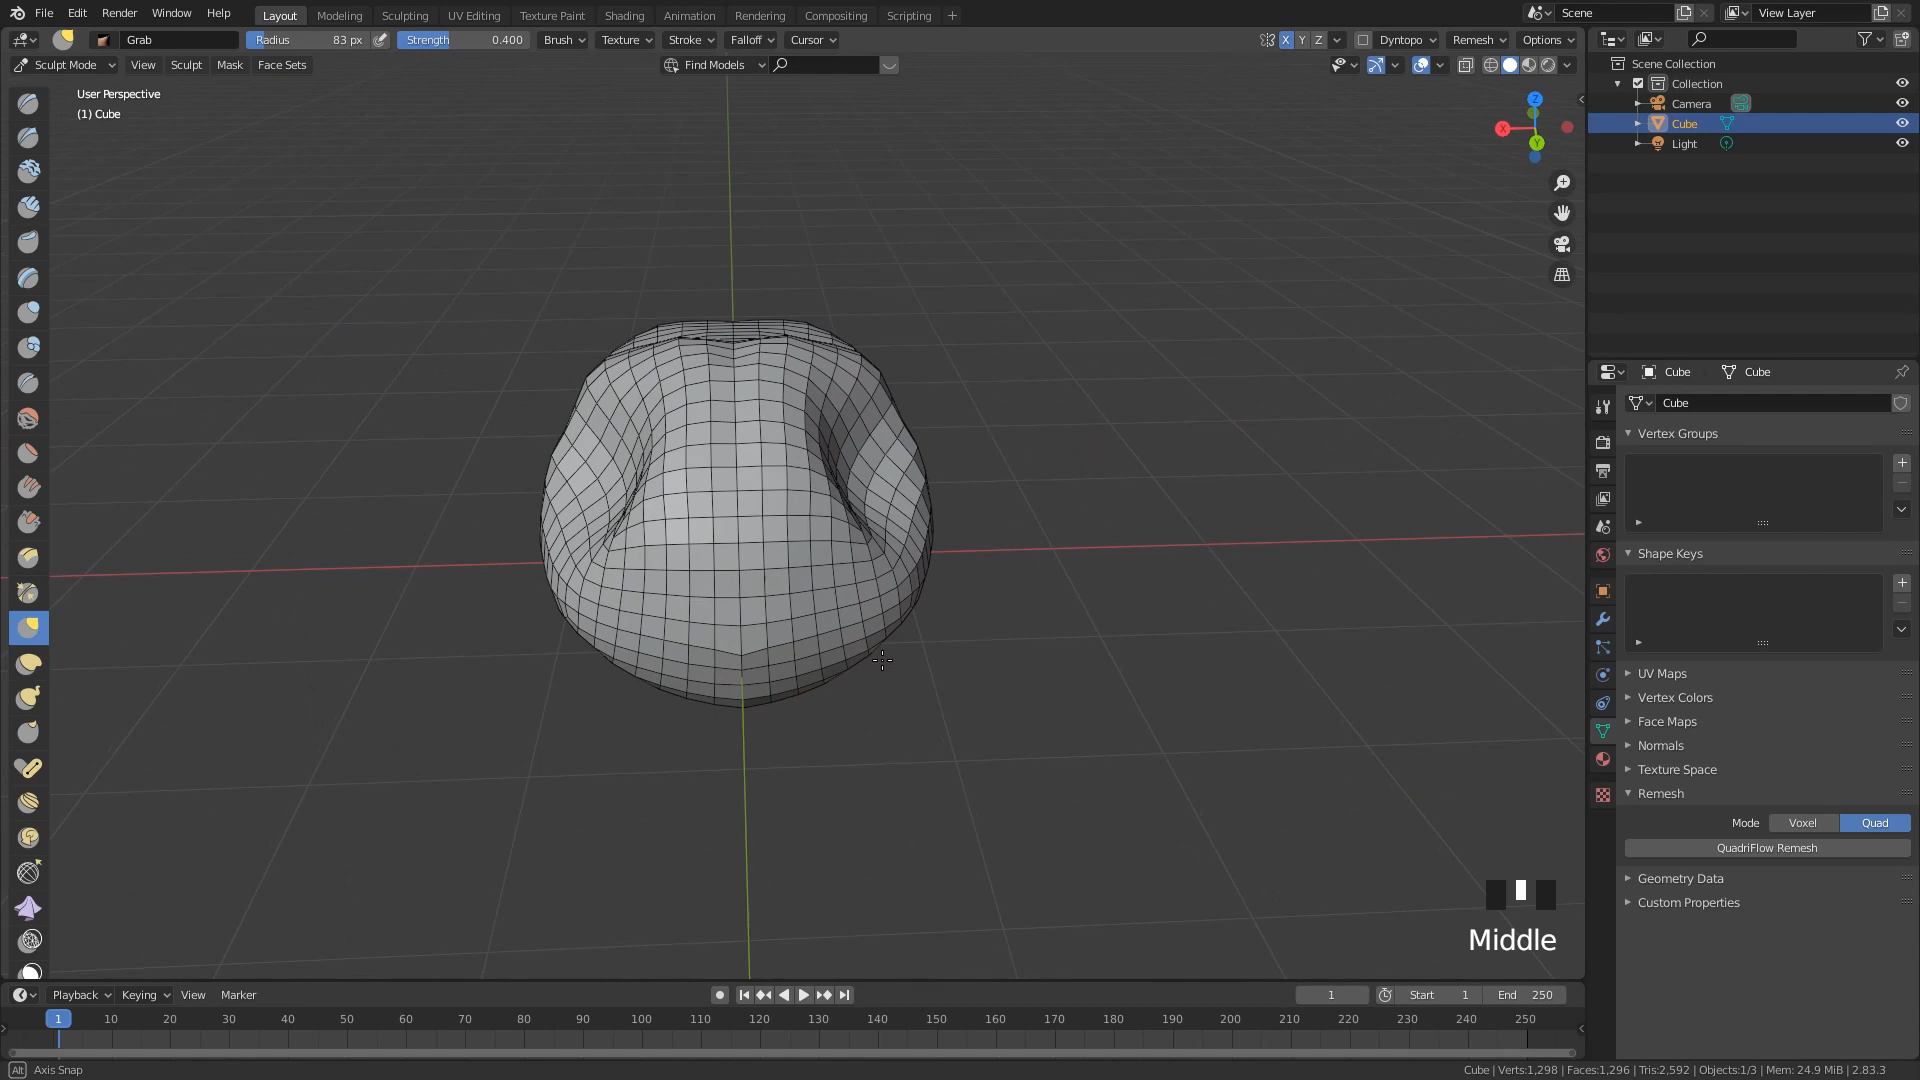 File Edit Render Window Help Layout Modeling Sculpting UV Editing Texture Paint Shading Animation Rendering Compositing Scripting Scene View Layer
Grab Radius 83 px Strength 0.400 Brush Texture Stroke Falloff Cursor X Y Z Dyntopo Remesh Options
Sculpt Mode View Sculpt Mask Face Sets Find Models
User Perspective
(1) Cube
Z
X
Y
Scene Collection
Collection
Camera
Cube
Light
Cube Cube
Cube
Vertex Groups
Shape Keys
UV Maps
Vertex Colors
Face Maps
Normals
Texture Space
Remesh
Mode Voxel Quad
QuadriFlow Remesh
Geometry Data
Custom Properties
Middle
Playback Keying View Marker 1 Start 1 End 250
1 10 20 30 40 50 60 70 80 90 100 110 120 130 140 150 160 170 180 190 200 210 220 230 240 250
Alt Axis Snap Cube | Verts:1,298 | Faces:1,296 | Tris:2,592 | Objects:1/3 | Mem: 24.9 MiB | 2.83.3